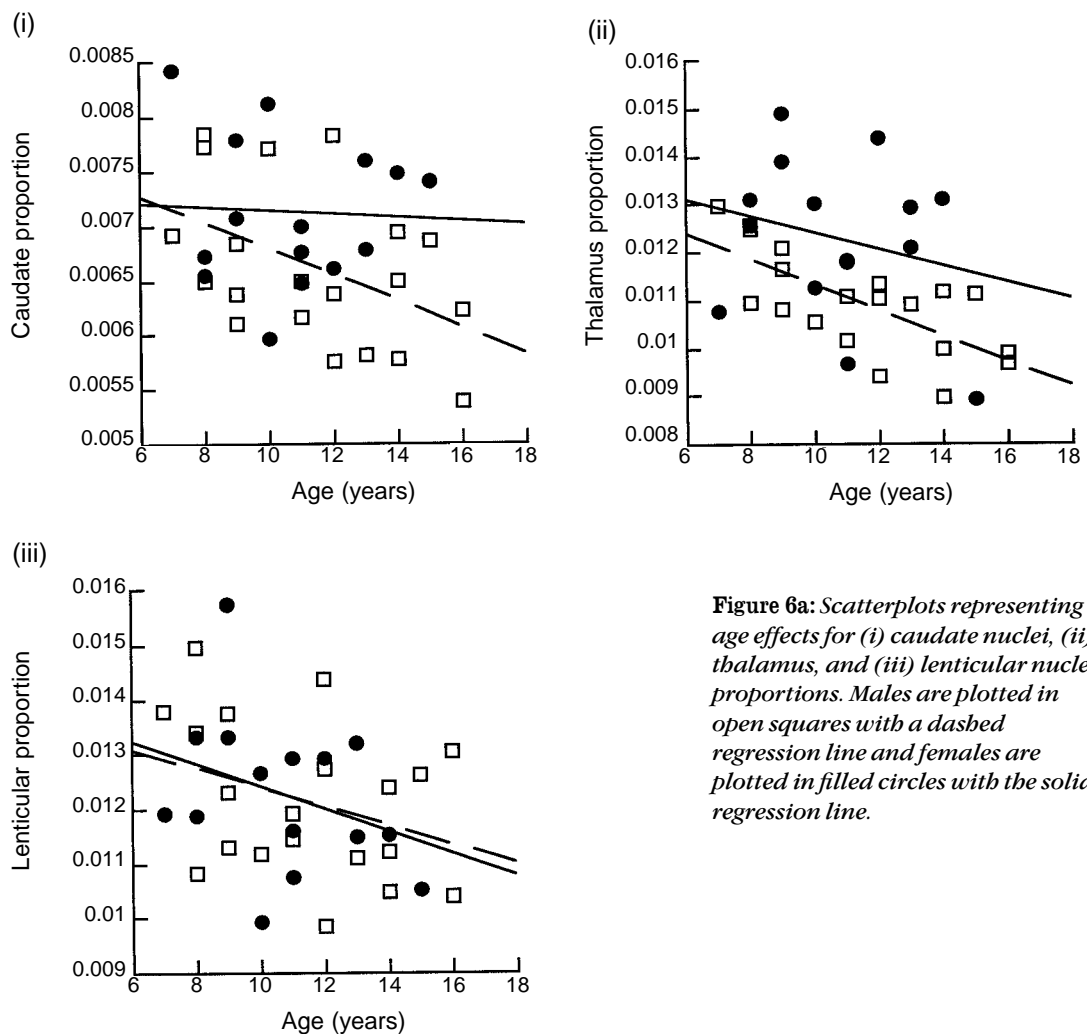 (i)
0.0085
0.008
0.0075
0.007
0.0065
0.006
0.0055
0.005
Caudate proportion
6 8 10 12 14 16 18
Age (years)
(ii)
0.016
0.015
0.014
0.013
0.012
0.011
0.01
0.009
0.008
Thalamus proportion
6 8 10 12 14 16 18
Age (years)
(iii)
0.016
0.015
0.014
0.013
0.012
0.011
0.01
0.009
Lenticular proportion
6 8 10 12 14 16 18
Age (years)
Figure 6a: Scatterplots representing
age effects for (i) caudate nuclei, (ii)
thalamus, and (iii) lenticular nucle
proportions. Males are plotted in
open squares with a dashed
regression line and females are
plotted in filled circles with the solid
regression line.